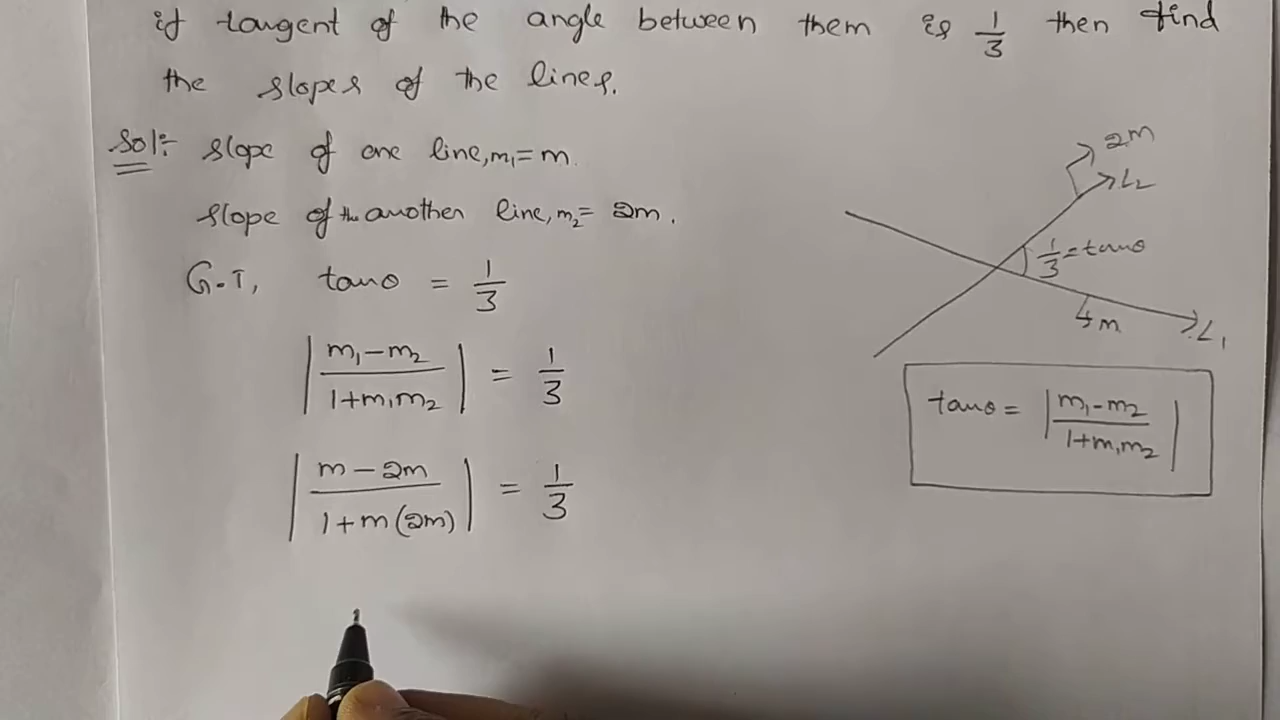 if tangent of the angle between them is 1/3 then find
the slopes of the lines.
Sol:- slope of one line, m₁ = m.
slope of the another line, m₂ = 2m.
G.T, tanθ = 1/3
|(m₁ - m₂)/(1 + m₁m₂)| = 1/3
|(m - 2m)/(1 + m(2m))| = 1/3
2m
L₂
1/3 = tanθ
m
L₁
tanθ = |(m₁ - m₂)/(1 + m₁m₂)|